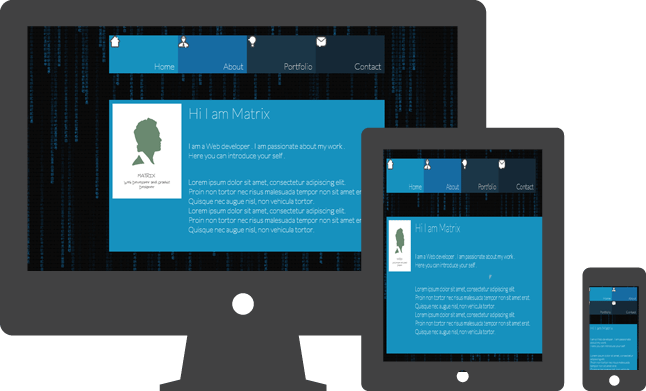 Home
About
Portfolio
Contact
Hi I am Matrix
I am a Web developer . I am passionate about my work .
Here you can introduce your self .
MATRIX
Web Developer and Graphic
Designer
Lorem ipsum dolor sit amet, consectetur adipiscing elit.
Proin non tortor nec risus malesuada tempor non sit amet
Quisque nec augue nisl, non vehicula tortor.
Lorem ipsum dolor sit amet, consectetur adipiscing elit.
Proin non tortor nec risus malesuada tempor non sit amet
Quisque nec augue nisl, non vehicula tortor.
Home
About
Portfolio
Contact
Hi I am Matrix
I am a Web developer . I am passionate about my work .
Here you can introduce your self .
Lorem ipsum dolor sit amet, consectetur adipiscing elit.
Proin non tortor nec risus malesuada tempor non sit amet
Quisque nec augue nisl, non vehicula tortor.
Lorem ipsum dolor sit amet, consectetur adipiscing elit.
Proin non tortor nec risus malesuada tempor non sit amet
Quisque nec augue nisl, non vehicula tortor.
Home
About
Portfolio
Contact
Hi I am Matrix